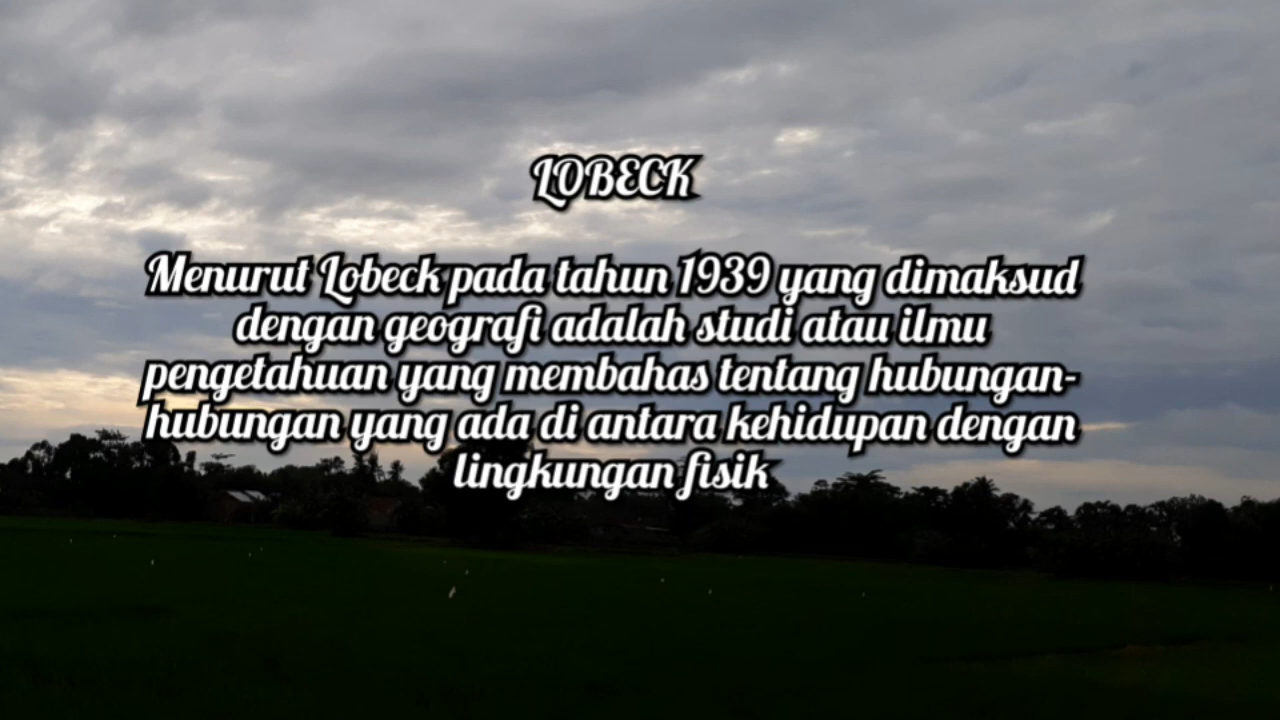 LOBECK
Menurut Lobeck pada tahun 1939 yang dimaksud
dengan geografi adalah studi atau ilmu
pengetahuan yang membahas tentang hubungan-
hubungan yang ada di antara kehidupan dengan
lingkungan fisik